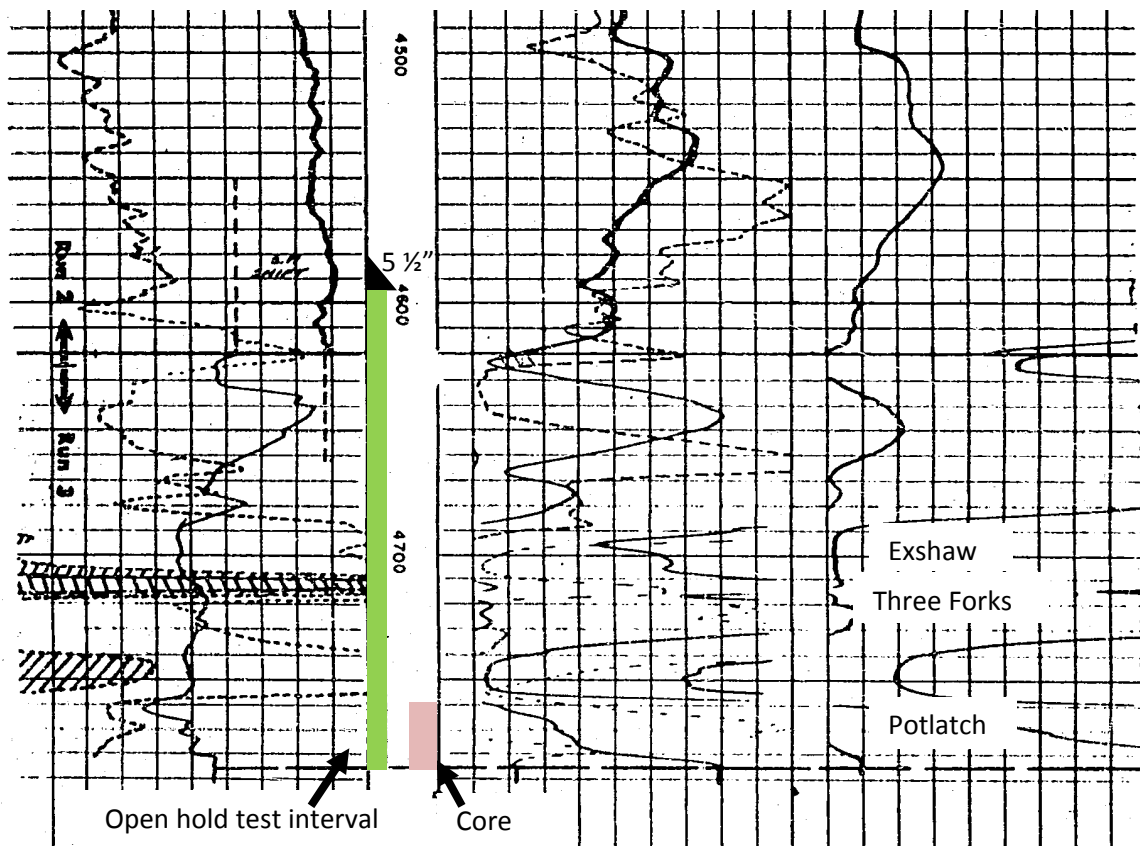 4500
Run 2
S.P.
SHIFT
5 ½”
4600
Run 3
4700
Exshaw
Three Forks
Potlatch
Open hold test interval
Core